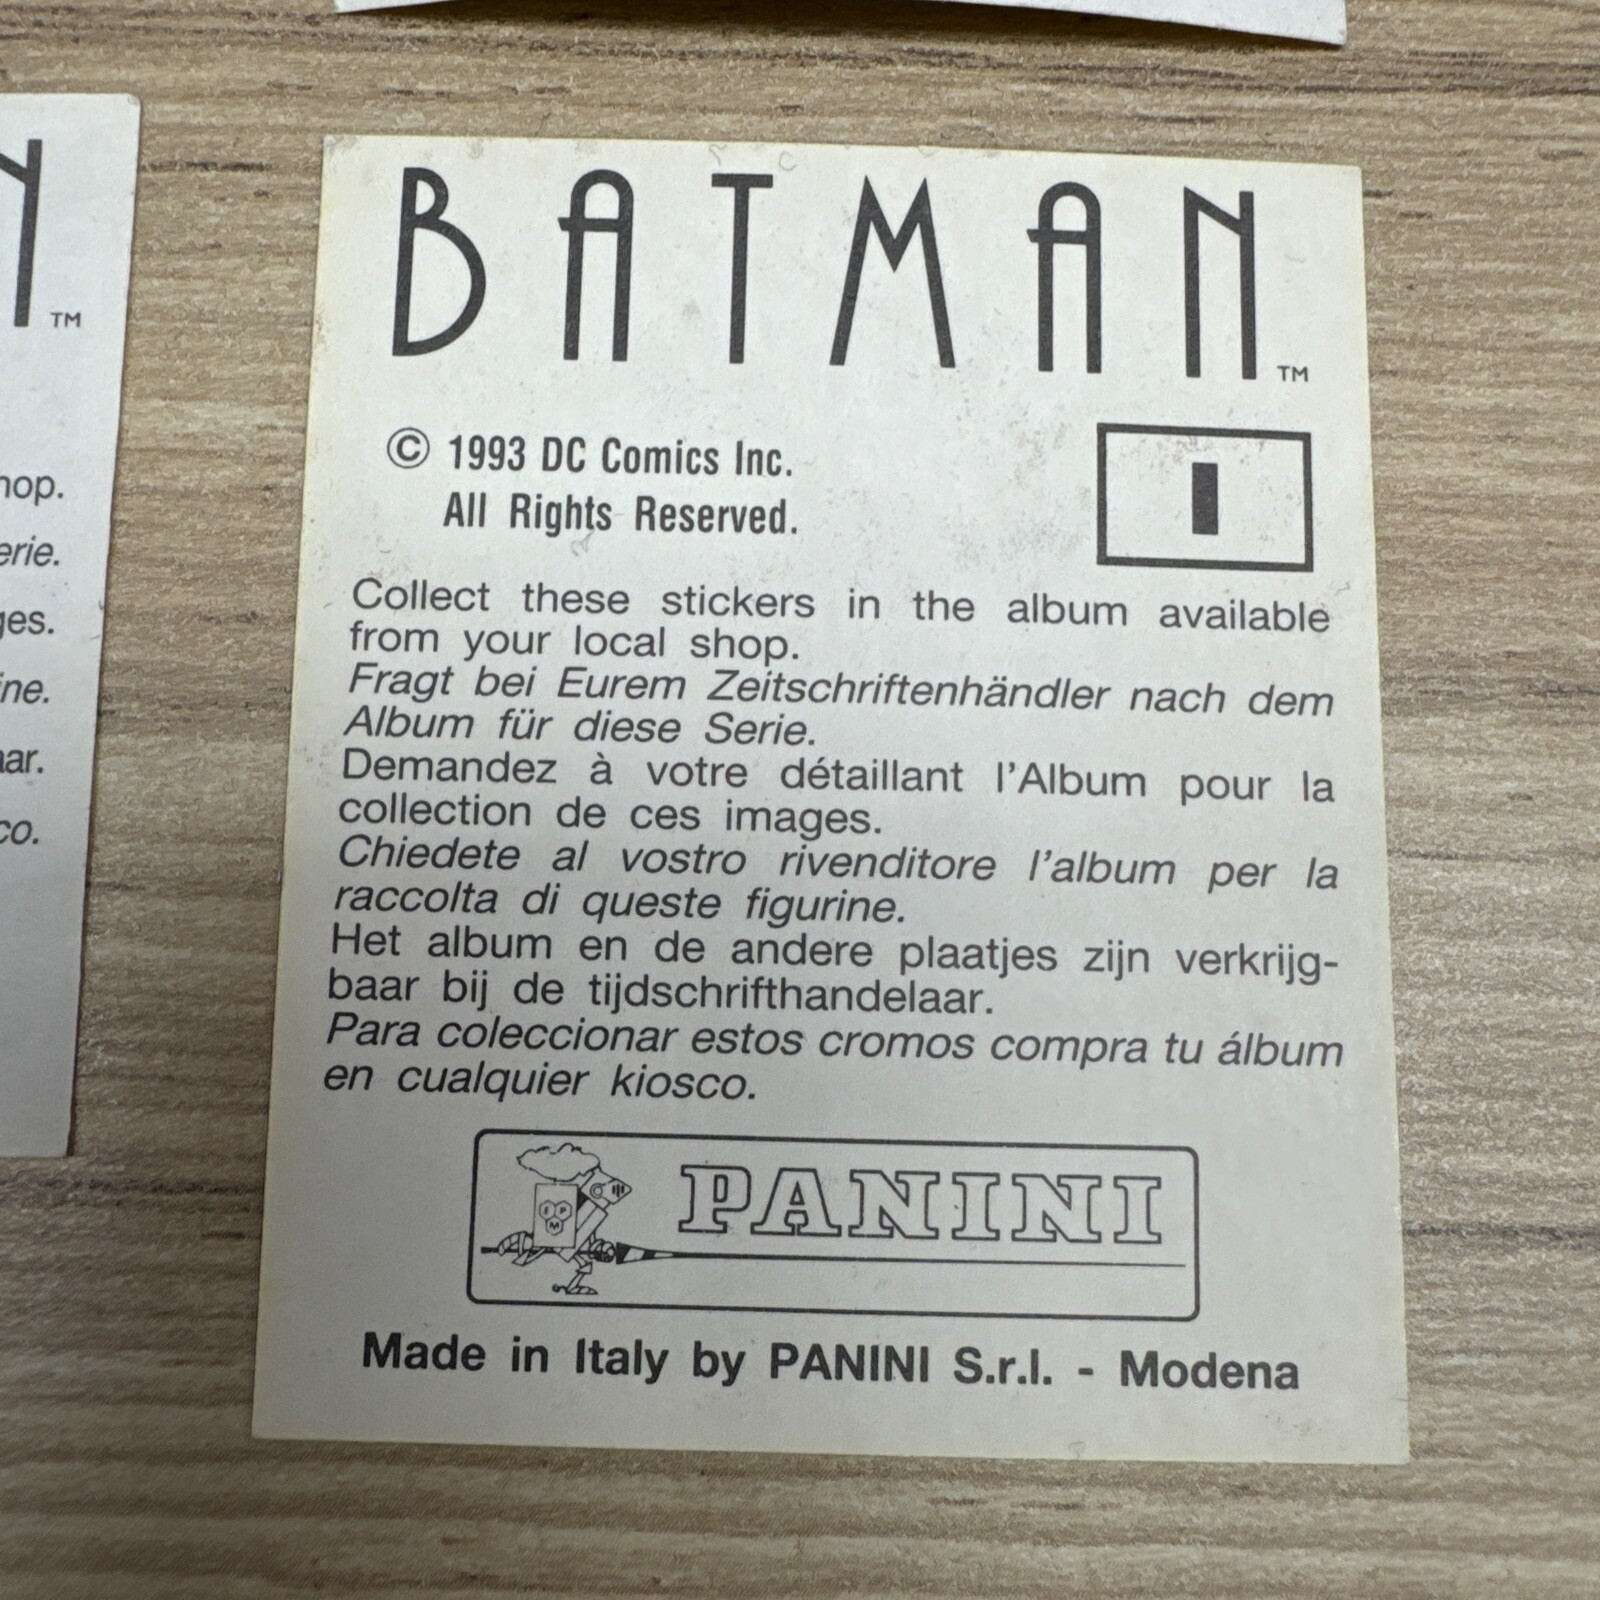 BATMAN™
© 1993 DC Comics Inc.
All Rights Reserved.
I
Collect these stickers in the album available
from your local shop.
Fragt bei Eurem Zeitschriftenhändler nach dem
Album für diese Serie.
Demandez à votre détaillant l'Album pour la
collection de ces images.
Chiedete al vostro rivenditore l'album per la
raccolta di queste figurine.
Het album en de andere plaatjes zijn verkrijg-
baar bij de tijdschrifthandelaar.
Para coleccionar estos cromos compra tu álbum
en cualquier kiosco.
F P
M
PANINI
Made in Italy by PANINI S.r.l. - Modena
N™